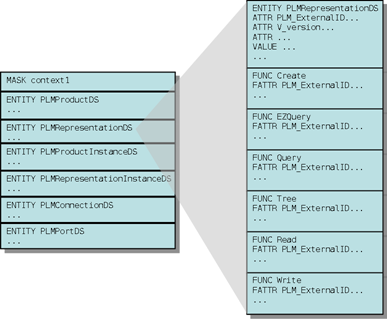 MASK context1
ENTITY PLMProductDS
...
ENTITY PLMRepresentationDS
...
ENTITY PLMProductInstanceDS
...
ENTITY PLMRepresentationInstanceDS
...
ENTITY PLMConnectionDS
...
ENTITY PLMPortDS
...
ENTITY PLMRepresentationDS
ATTR PLM_ExternalID...
ATTR V_version...
ATTR ...
VALUE ...
...
FUNC Create
FATTR PLM_ExternalID...
...
FUNC EZQuery
FATTR PLM_ExternalID...
...
FUNC Query
FATTR PLM_ExternalID...
...
FUNC Tree
FATTR PLM_ExternalID...
...
FUNC Read
FATTR PLM_ExternalID...
...
FUNC Write
FATTR PLM_ExternalID...
...